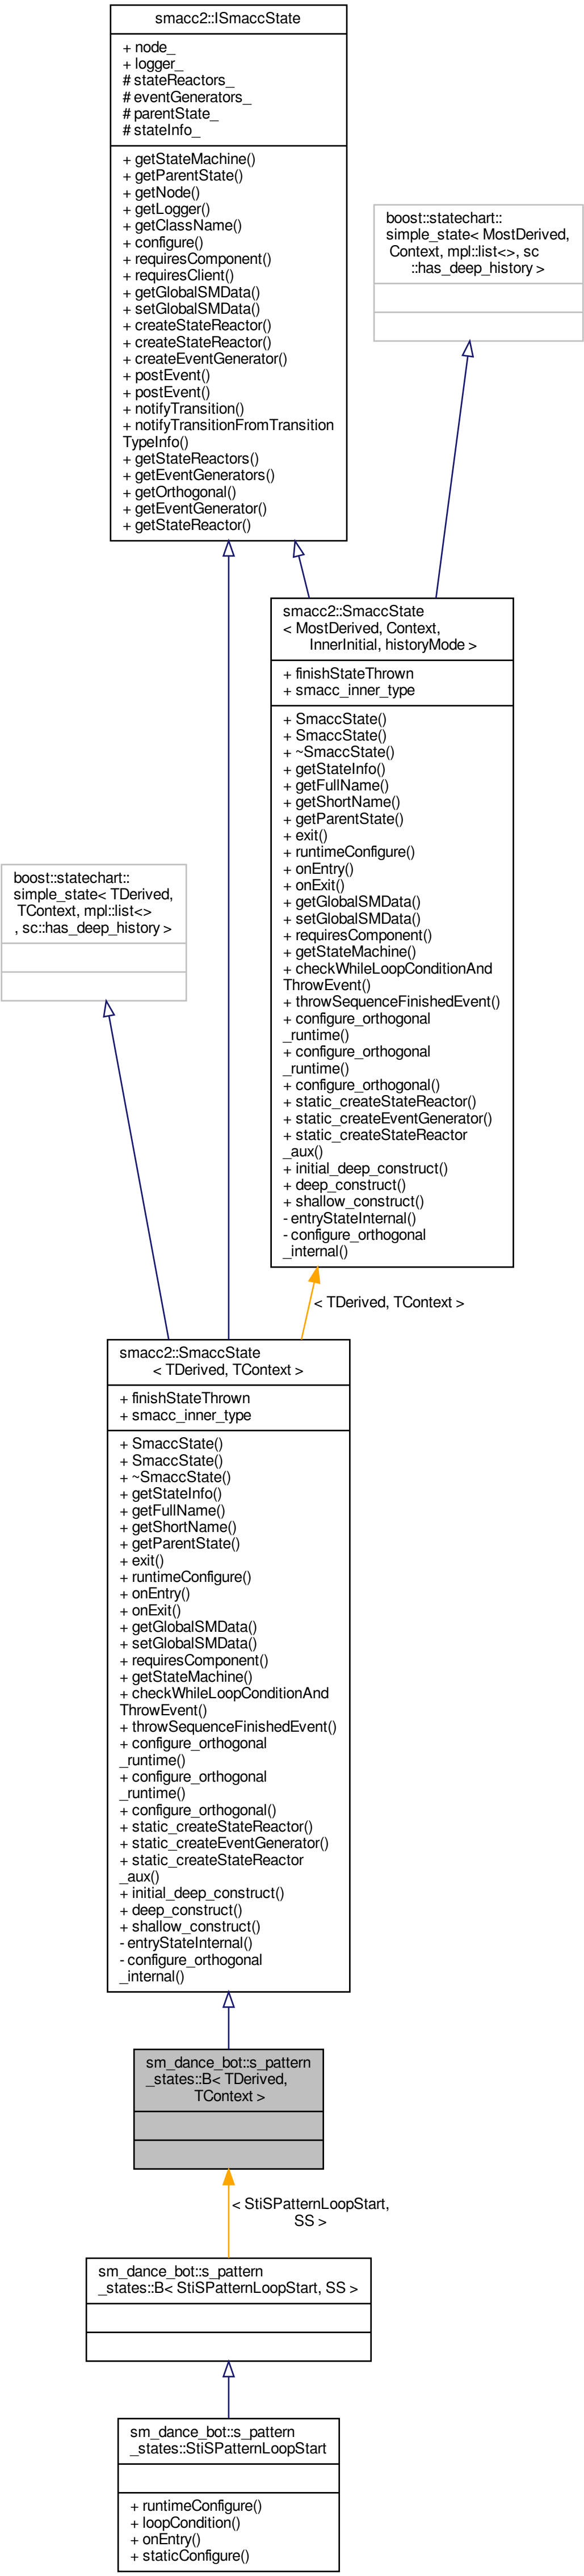 smacc2::ISmaccState
+ node_
+ logger_
# stateReactors_
# eventGenerators_
# parentState_
# stateInfo_
+ getStateMachine()
+ getParentState()
+ getNode()
+ getLogger()
+ getClassName()
+ configure()
+ requiresComponent()
+ requiresClient()
+ getGlobalSMData()
+ setGlobalSMData()
+ createStateReactor()
+ createStateReactor()
+ createEventGenerator()
+ postEvent()
+ postEvent()
+ notifyTransition()
+ notifyTransitionFromTransition
TypeInfo()
+ getStateReactors()
+ getEventGenerators()
+ getOrthogonal()
+ getEventGenerator()
+ getStateReactor()
boost::statechart::
simple_state< MostDerived,
Context, mpl::list<>, sc
::has_deep_history >
smacc2::SmaccState
< MostDerived, Context,
InnerInitial, historyMode >
+ finishStateThrown
+ smacc_inner_type
+ SmaccState()
+ SmaccState()
+ ~SmaccState()
+ getStateInfo()
+ getFullName()
+ getShortName()
+ getParentState()
+ exit()
+ runtimeConfigure()
+ onEntry()
+ onExit()
+ getGlobalSMData()
+ setGlobalSMData()
+ requiresComponent()
+ getStateMachine()
+ checkWhileLoopConditionAnd
ThrowEvent()
+ throwSequenceFinishedEvent()
+ configure_orthogonal
_runtime()
+ configure_orthogonal
_runtime()
+ configure_orthogonal()
+ static_createStateReactor()
+ static_createEventGenerator()
+ static_createStateReactor
_aux()
+ initial_deep_construct()
+ deep_construct()
+ shallow_construct()
- entryStateInternal()
- configure_orthogonal
_internal()
boost::statechart::
simple_state< TDerived,
TContext, mpl::list<>
, sc::has_deep_history >
< TDerived, TContext >
smacc2::SmaccState
< TDerived, TContext >
+ finishStateThrown
+ smacc_inner_type
+ SmaccState()
+ SmaccState()
+ ~SmaccState()
+ getStateInfo()
+ getFullName()
+ getShortName()
+ getParentState()
+ exit()
+ runtimeConfigure()
+ onEntry()
+ onExit()
+ getGlobalSMData()
+ setGlobalSMData()
+ requiresComponent()
+ getStateMachine()
+ checkWhileLoopConditionAnd
ThrowEvent()
+ throwSequenceFinishedEvent()
+ configure_orthogonal
_runtime()
+ configure_orthogonal
_runtime()
+ configure_orthogonal()
+ static_createStateReactor()
+ static_createEventGenerator()
+ static_createStateReactor
_aux()
+ initial_deep_construct()
+ deep_construct()
+ shallow_construct()
- entryStateInternal()
- configure_orthogonal
_internal()
sm_dance_bot::s_pattern
_states::B< TDerived,
TContext >
< StiSPatternLoopStart,
SS >
sm_dance_bot::s_pattern
_states::B< StiSPatternLoopStart, SS >
sm_dance_bot::s_pattern
_states::StiSPatternLoopStart
+ runtimeConfigure()
+ loopCondition()
+ onEntry()
+ staticConfigure()